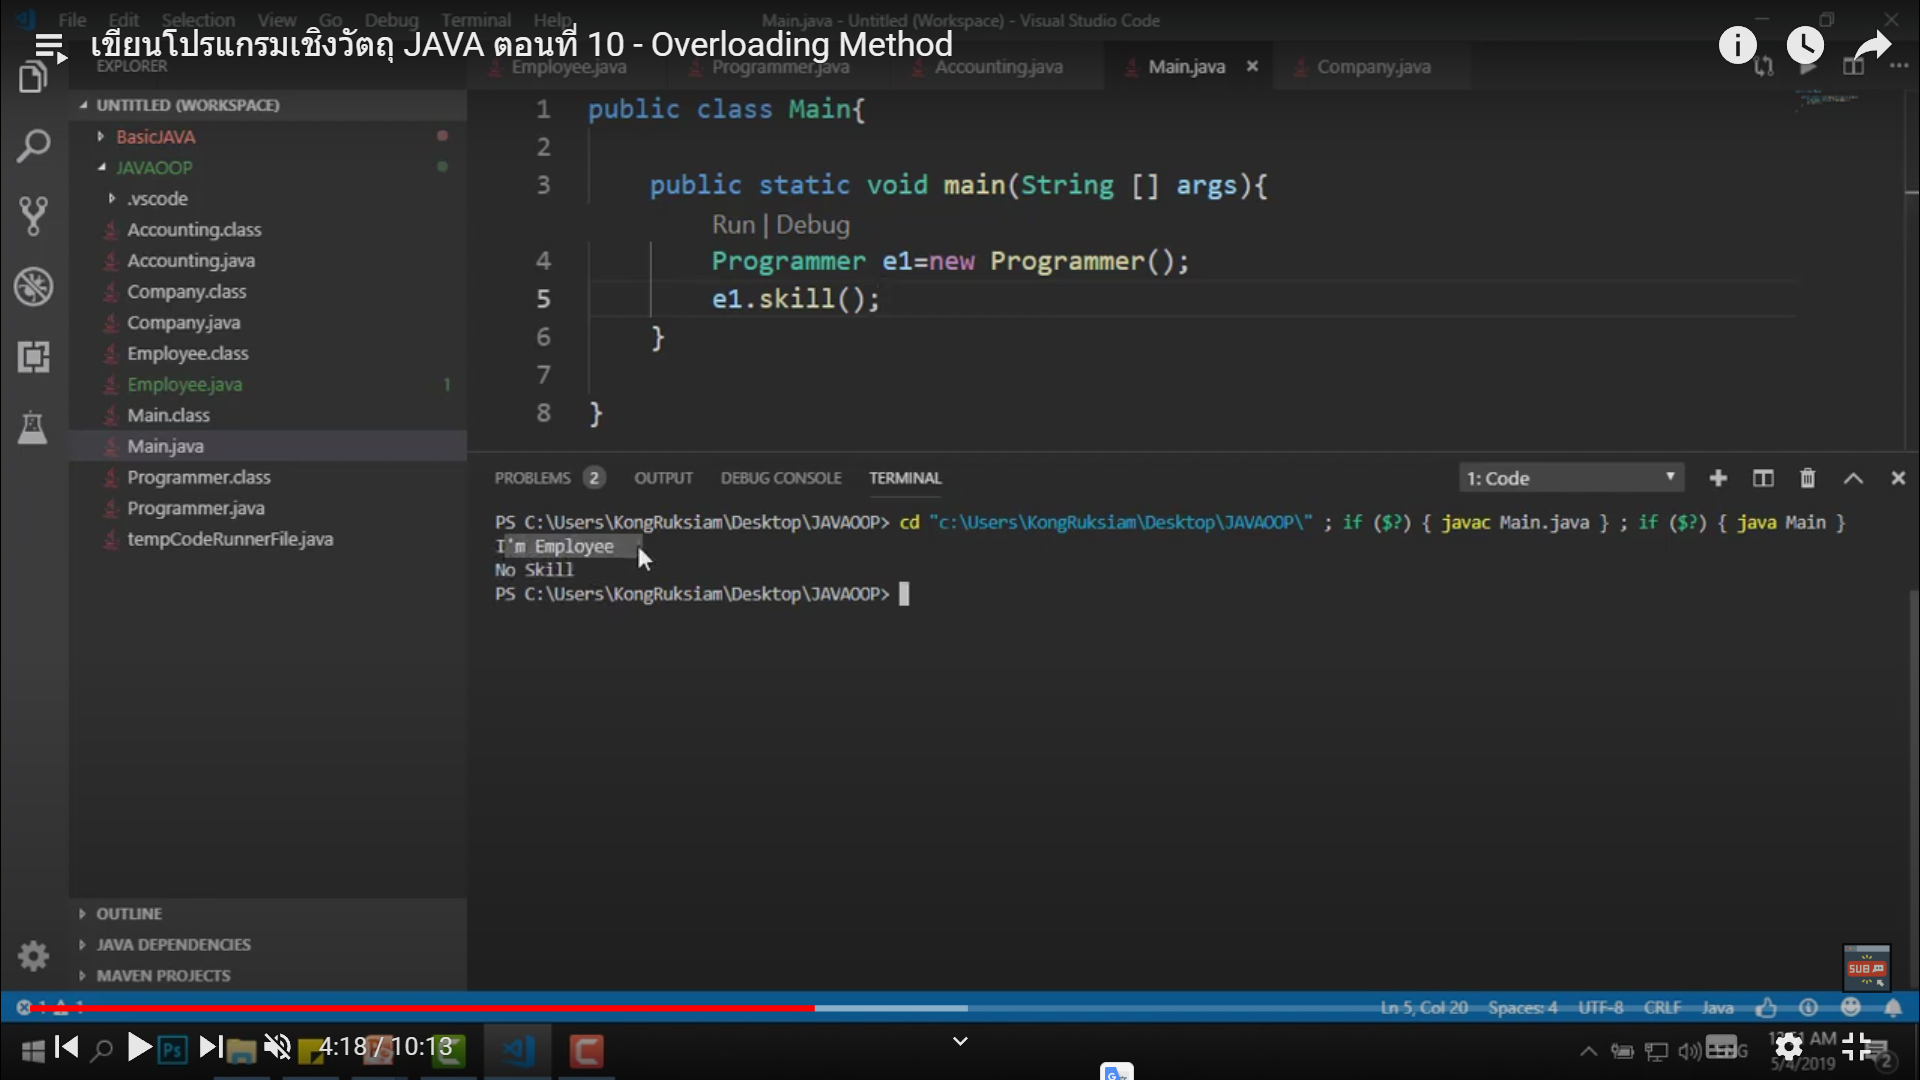 File Edit Selection View Go Debug Terminal Help
Main.java - Untitled (Workspace) - Visual Studio Code
เขียนโปรแกรมเชิงวัตถุ JAVA ตอนที่ 10 - Overloading Method
EXPLORER
Employee.java Programmer.java Accounting.java Main.java Company.java
UNTITLED (WORKSPACE)
BasicJAVA
JAVAOOP
.vscode
Accounting.class
Accounting.java
Company.class
Company.java
Employee.class
Employee.java 1
Main.class
Main.java
Programmer.class
Programmer.java
tempCodeRunnerFile.java
OUTLINE
JAVA DEPENDENCIES
MAVEN PROJECTS
1 public class Main{
2
3 public static void main(String [] args){
Run | Debug
4 Programmer e1=new Programmer();
5 e1.skill();
6 }
7
8 }
PROBLEMS 2 OUTPUT DEBUG CONSOLE TERMINAL
1: Code
PS C:\Users\KongRuksiam\Desktop\JAVAOOP> cd "c:\Users\KongRuksiam\Desktop\JAVAOOP\" ; if ($?) { javac Main.java } ; if ($?) { java Main }
I'm Employee
No Skill
PS C:\Users\KongRuksiam\Desktop\JAVAOOP>
SUB
Ln 5, Col 20 Spaces: 4 UTF-8 CRLF Java
Ps
4:18 / 10:13
AM
5/4/2019
2